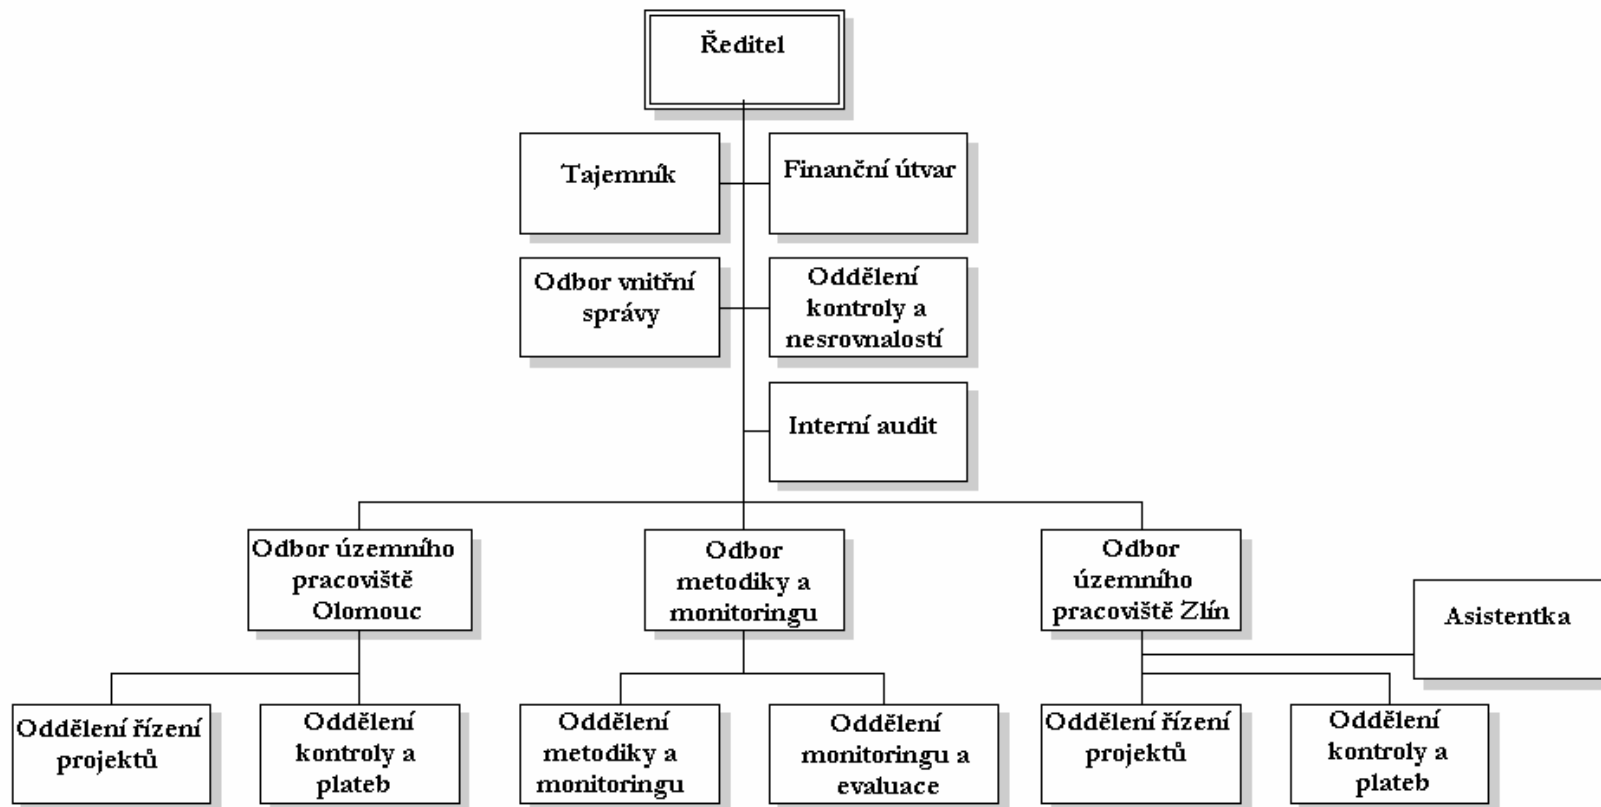 Ředitel
Tajemník
Finanční útvar
Odbor vnitřní
správy
Oddělení
kontroly a
nesrovnalostí
Interní audit
Odbor územního
pracoviště
Olomouc
Odbor
metodiky a
monitoringu
Odbor
územního
pracoviště Zlín
Asistentka
Oddělení řízení
projektů
Oddělení
kontroly a
plateb
Oddělení
metodiky a
monitoringu
Oddělení
monitoringu a
evaluace
Oddělení řízení
projektů
Oddělení
kontroly a
plateb